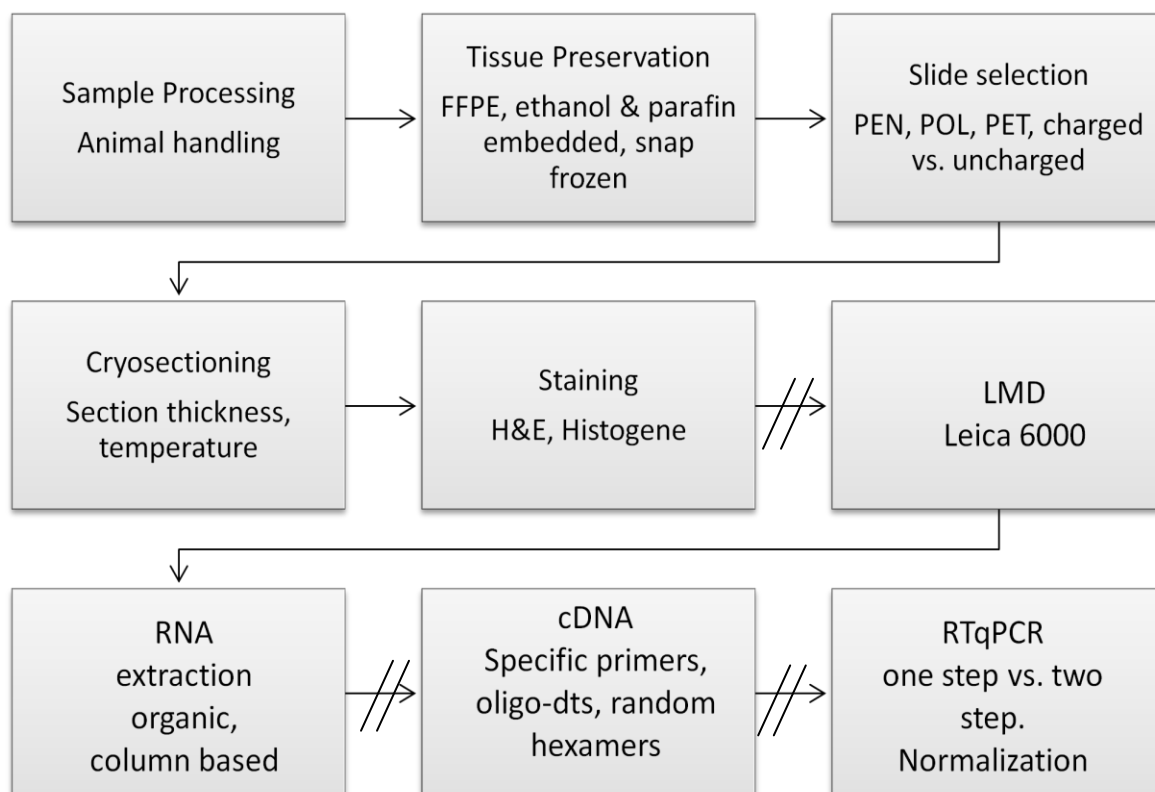 Sample Processing
Animal handling
Tissue Preservation
FFPE, ethanol & parafin
embedded, snap
frozen
Slide selection
PEN, POL, PET, charged
vs. uncharged
Cryosectioning
Section thickness,
temperature
Staining
H&E, Histogene
LMD
Leica 6000
RNA
extraction
organic,
column based
cDNA
Specific primers,
oligo-dts, random
hexamers
RTqPCR
one step vs. two
step.
Normalization